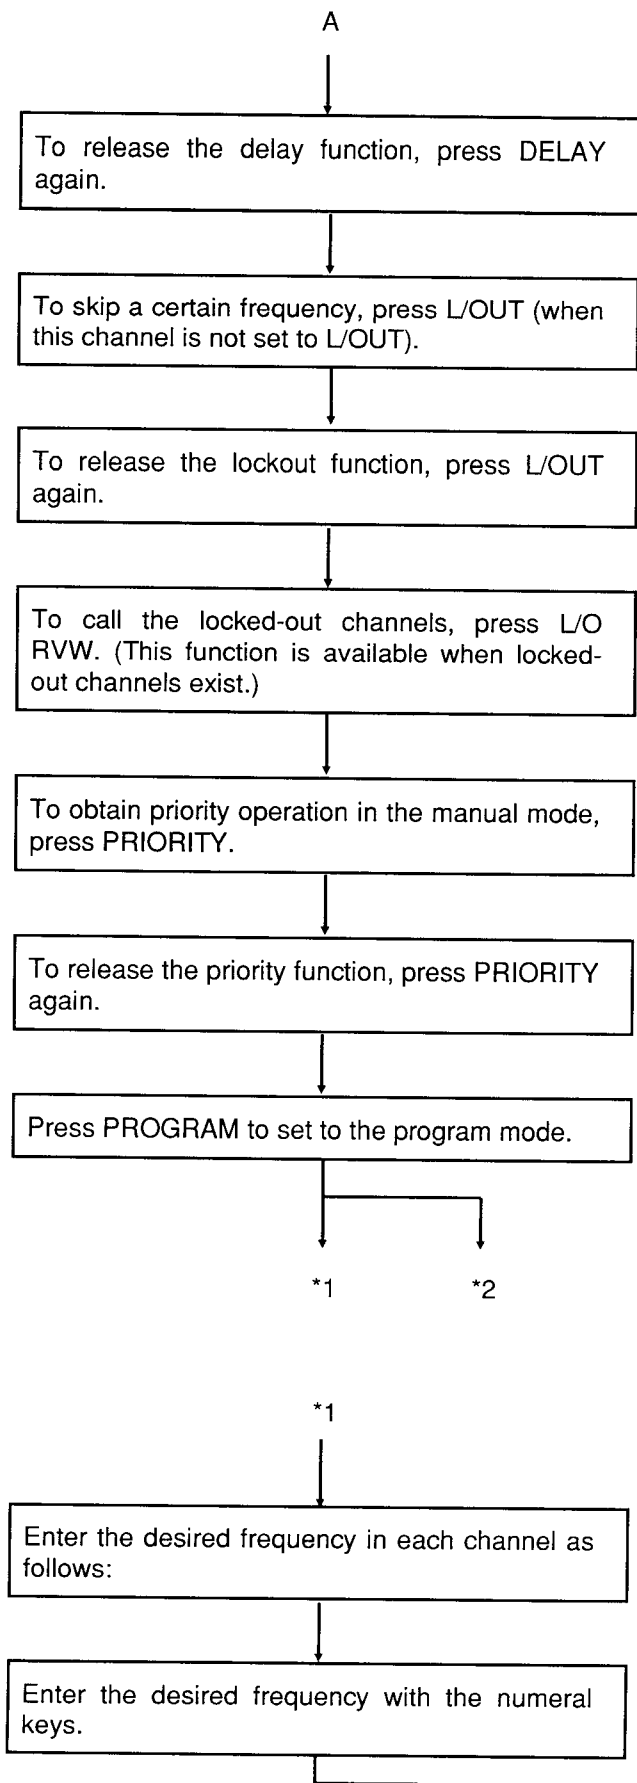 A
To release the delay function, press DELAY
again.
To skip a certain frequency, press L/OUT (when
this channel is not set to L/OUT).
To release the lockout function, press L/OUT
again.
To call the locked-out channels, press L/O
RVW. (This function is available when locked-
out channels exist.)
To obtain priority operation in the manual mode,
press PRIORITY.
To release the priority function, press PRIORITY
again.
Press PROGRAM to set to the program mode.
*1 *2
*1
Enter the desired frequency in each channel as
follows:
Enter the desired frequency with the numeral
keys.